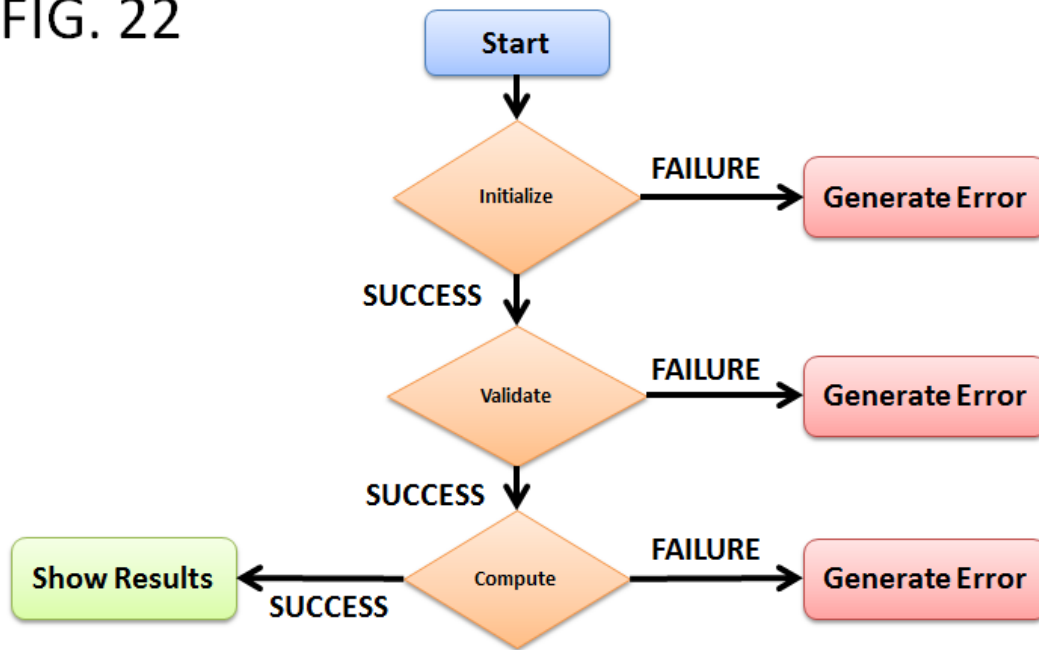 FIG. 22
Start
Initialize
FAILURE
Generate Error
SUCCESS
Validate
FAILURE
Generate Error
SUCCESS
Compute
FAILURE
Generate Error
SUCCESS
Show Results